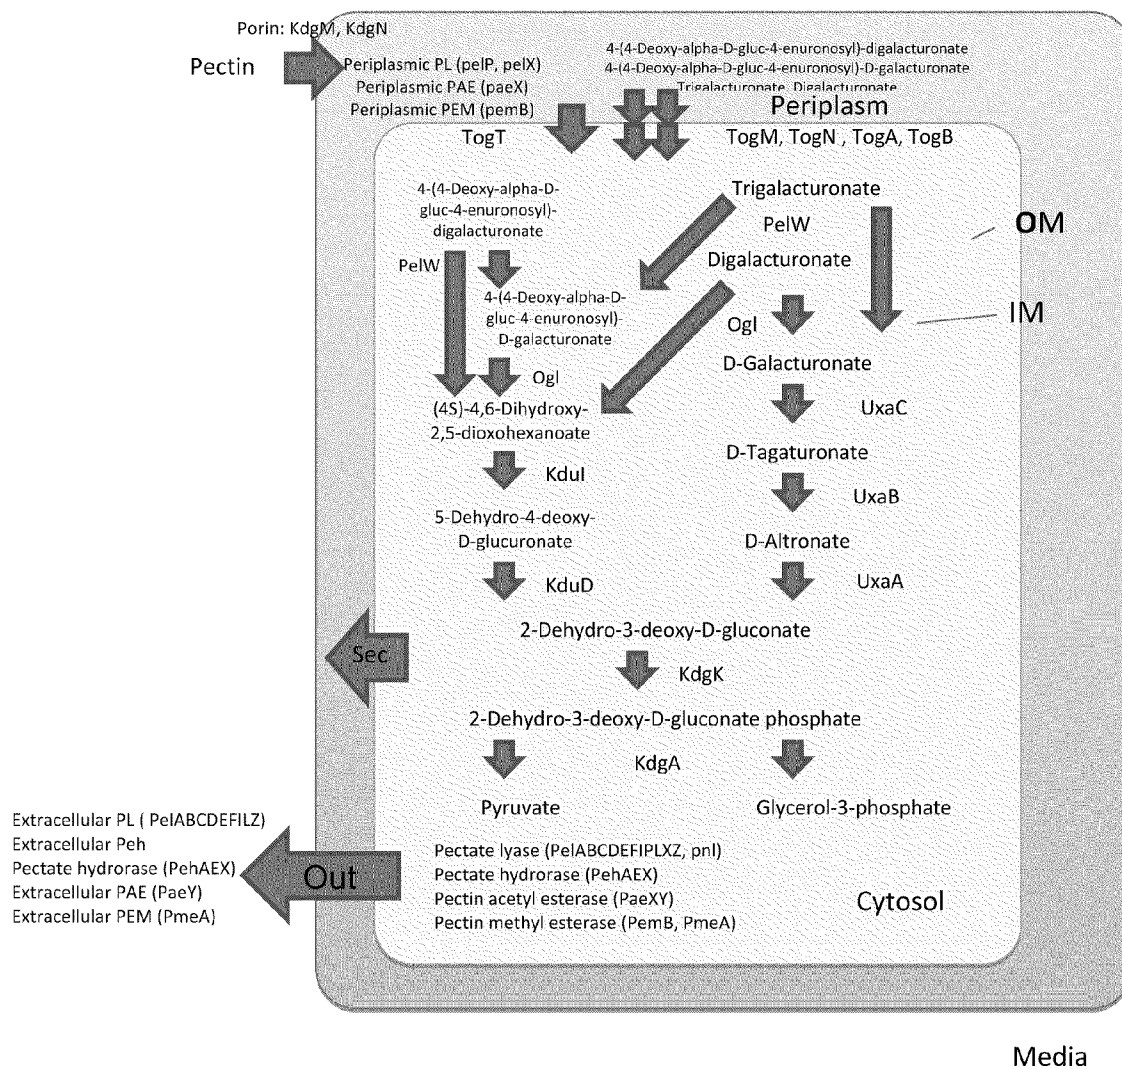 Porin: KdgM, KdgN
Pectin
Periplasmic PL (pelP, pelX)
Periplasmic PAE (paeX)
Periplasmic PEM (pemB)
4-(4-Deoxy-alpha-D-gluc-4-enuronosyl)-digalacturonate
4-(4-Deoxy-alpha-D-gluc-4-enuronosyl)-D-galacturonate
Trigalacturonate, Digalacturonate
Periplasm
TogT
TogM, TogN , TogA, TogB
4-(4-Deoxy-alpha-D-
gluc-4-enuronosyl)-
digalacturonate
Trigalacturonate
PelW
Digalacturonate
OM
IM
PelW
4-(4-Deoxy-alpha-D-
gluc-4-enuronosyl)-
D-galacturonate
Ogl
D-Galacturonate
Ogl
(4S)-4,6-Dihydroxy-
2,5-dioxohexanoate
UxaC
D-Tagaturonate
KduI
UxaB
5-Dehydro-4-deoxy-
D-glucuronate
D-Altronate
KduD
UxaA
2-Dehydro-3-deoxy-D-gluconate
Sec
KdgK
2-Dehydro-3-deoxy-D-gluconate phosphate
KdgA
Pyruvate
Glycerol-3-phosphate
Extracellular PL ( PelABCDEFILZ)
Extracellular Peh
Pectate hydrorase (PehAEX)
Extracellular PAE (PaeY)
Extracellular PEM (PmeA)
Out
Pectate lyase (PelABCDEFIPLXZ, pnl)
Pectate hydrorase (PehAEX)
Pectin acetyl esterase (PaeXY)
Pectin methyl esterase (PemB, PmeA)
Cytosol
Media